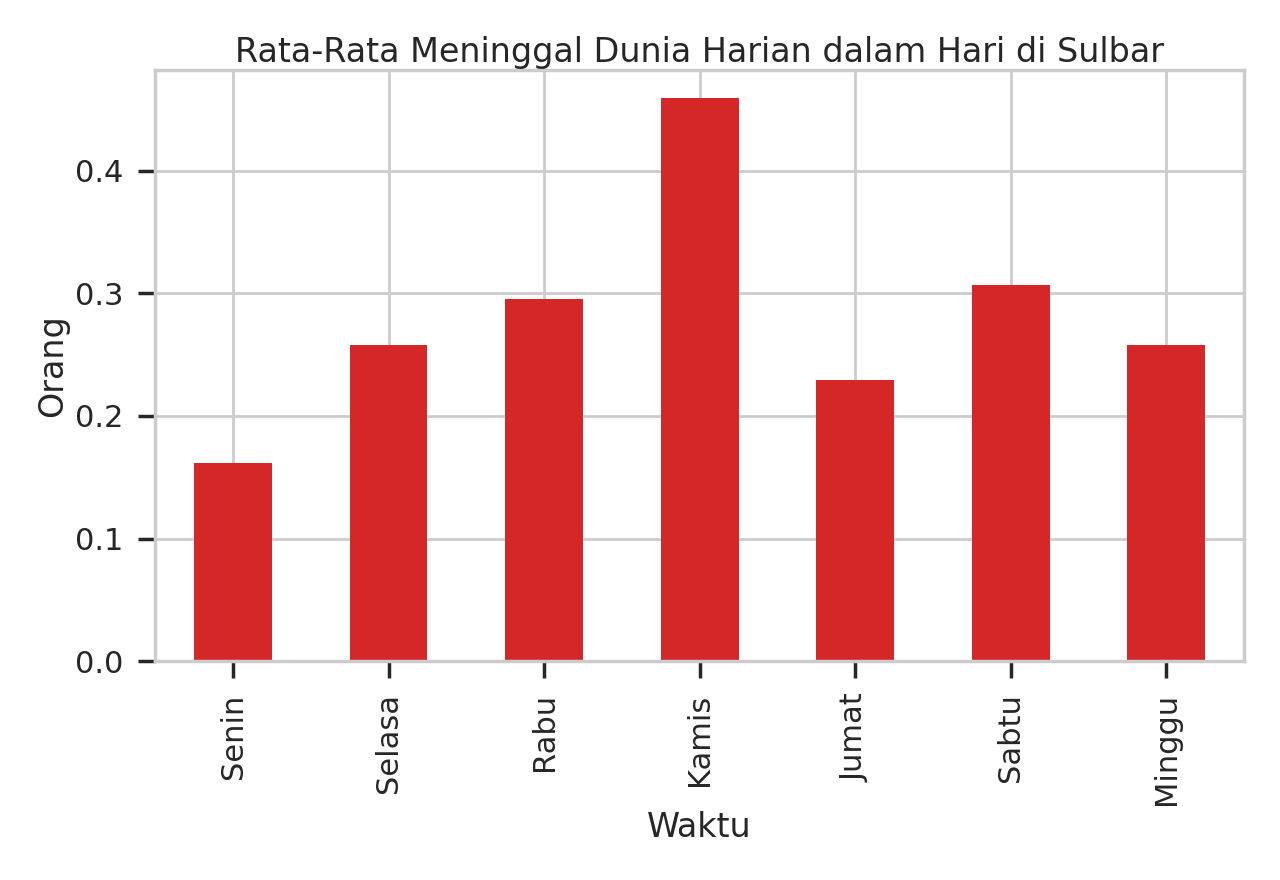 Rata-Rata Meninggal Dunia Harian dalam Hari di Sulbar
Orang
0.4
0.3
0.2
0.1
0.0
Senin
Selasa
Rabu
Kamis
Jumat
Sabtu
Minggu
Waktu